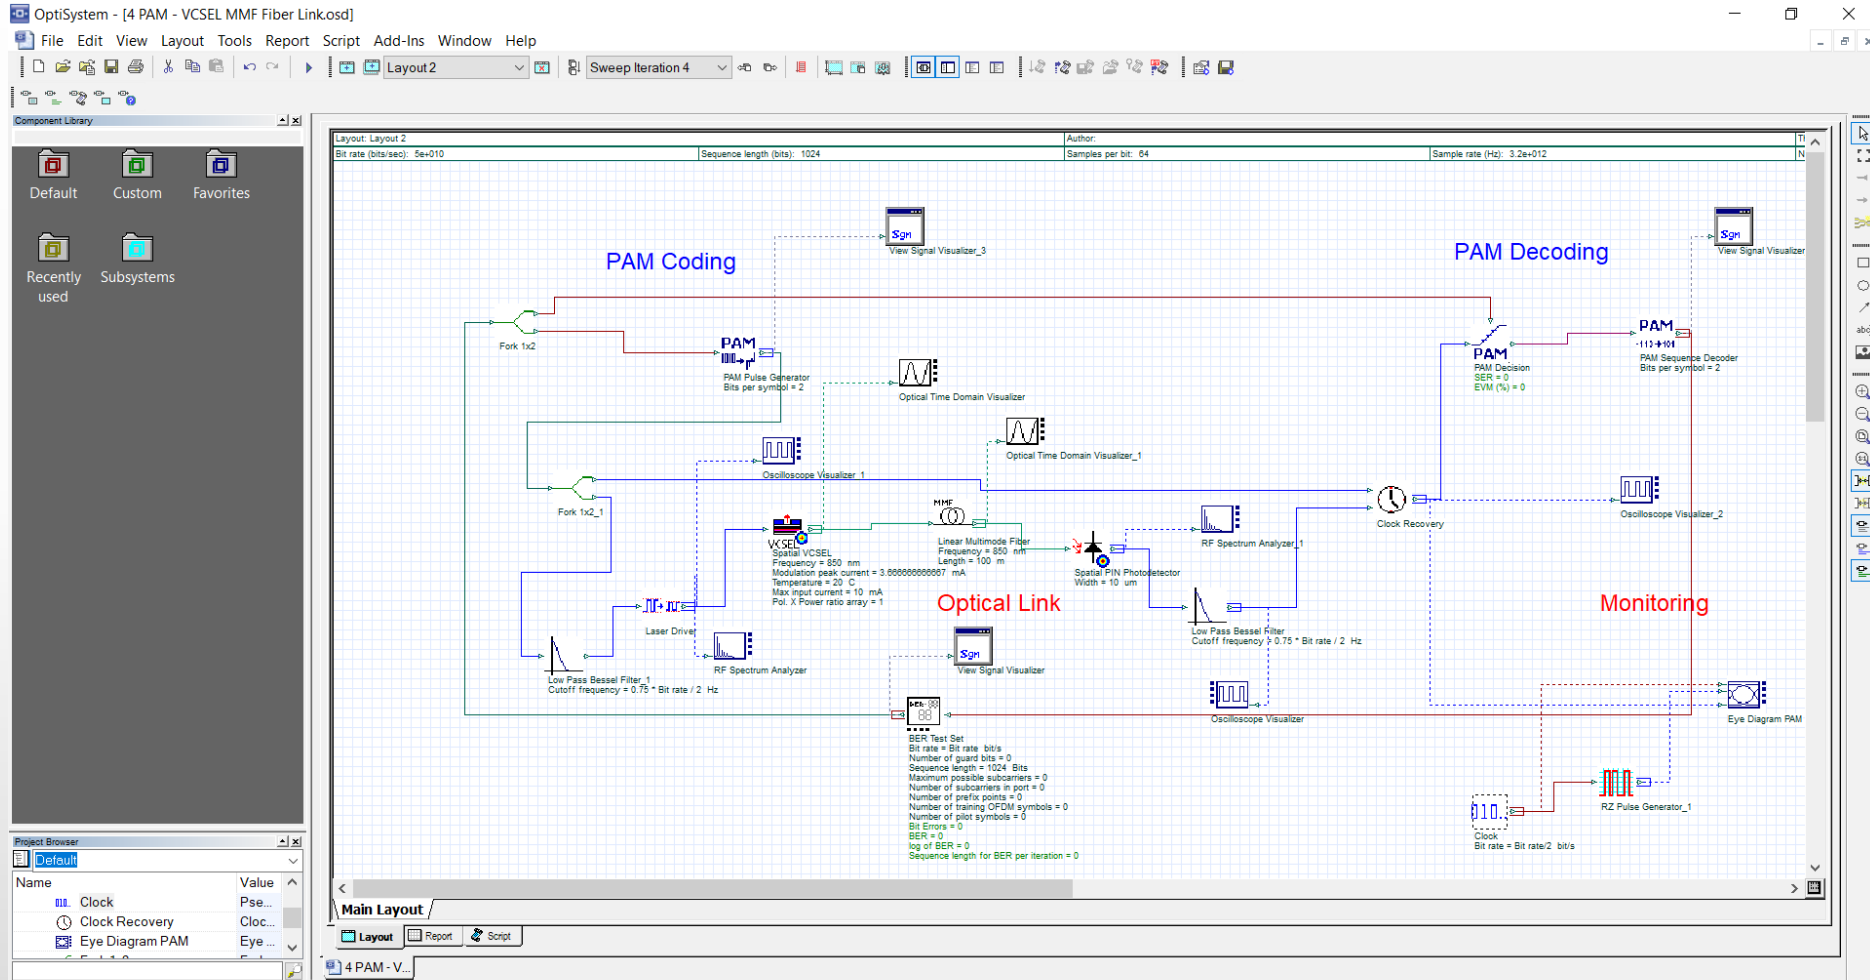 OptiSystem - [4 PAM - VCSEL MMF Fiber Link.osd]
File Edit View Layout Tools Report Script Add-Ins Window Help
Layout 2
Sweep Iteration 4
Component Library
Default
Custom
Favorites
Recently used
Subsystems
Layout: Layout 2
Author:
Bit rate (bits/sec): 5e+010
Sequence length (bits): 1024
Samples per bit: 64
Sample rate (Hz): 3.2e+012
PAM Coding
PAM Decoding
Sgm
View Signal Visualizer_3
Sgm
View Signal Visualizer
Fork 1x2
PAM
PAM Pulse Generator
Bits per symbol = 2
PAM
PAM Decision
SER = 0
EVM (%) = 0
PAM
PAM Sequence Decoder
Bits per symbol = 2
Optical Time Domain Visualizer
Optical Time Domain Visualizer_1
Oscilloscope Visualizer_1
Fork 1x2_1
VCSEL
Spatial VCSEL
Frequency = 850 nm
Modulation peak current = 3.666666666667 mA
Temperature = 20 C
Max input current = 10 mA
Pol. X Power ratio array = 1
MMF
Linear Multimode Fiber
Frequency = 850 nm
Length = 100 m
Spatial PIN Photodetector
Width = 10 um
RF Spectrum Analyzer_1
Clock Recovery
Oscilloscope Visualizer_2
Optical Link
Monitoring
Laser Driver
RF Spectrum Analyzer
Low Pass Bessel Filter_1
Cutoff frequency = 0.75 * Bit rate / 2 Hz
Low Pass Bessel Filter
Cutoff frequency = 0.75 * Bit rate / 2 Hz
Sgm
View Signal Visualizer
Oscilloscope Visualizer
Eye Diagram PAM
BER Test Set
Bit rate = Bit rate bit/s
Number of guard bits = 0
Sequence length = 1024 Bits
Maximum possible subcarriers = 0
Number of subcarriers in port = 0
Number of prefix points = 0
Number of training OFDM symbols = 0
Number of pilot symbols = 0
Bit Errors = 0
BER = 0
log of BER = 0
Sequence length for BER per iteration = 0
RZ Pulse Generator_1
Clock
Bit rate = Bit rate/2 bit/s
Project Browser
Default
Name Value
Clock Pse...
Clock Recovery Cloc...
Eye Diagram PAM Eye ...
Main Layout
Layout Report Script
4 PAM - V...